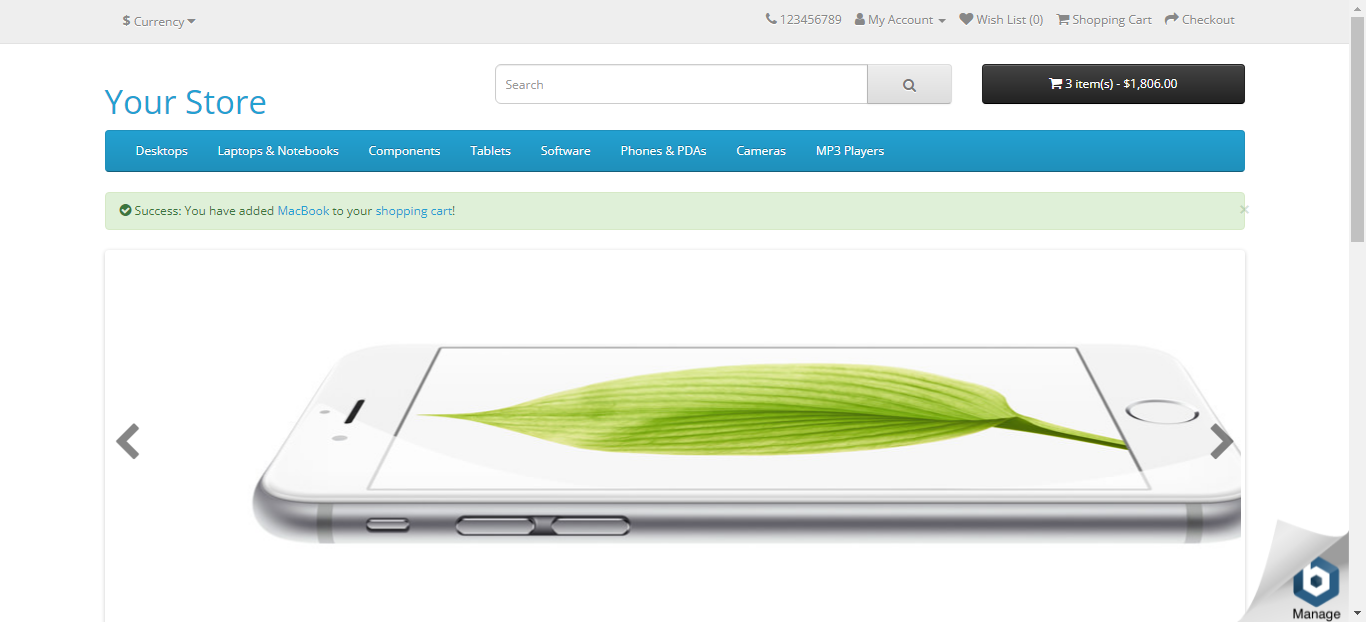 $ Currency
123456789 My Account Wish List (0) Shopping Cart Checkout
Your Store
Search
3 item(s) - $1,806.00
Desktops Laptops & Notebooks Components Tablets Software Phones & PDAs Cameras MP3 Players
Success: You have added MacBook to your shopping cart!
×
Manage